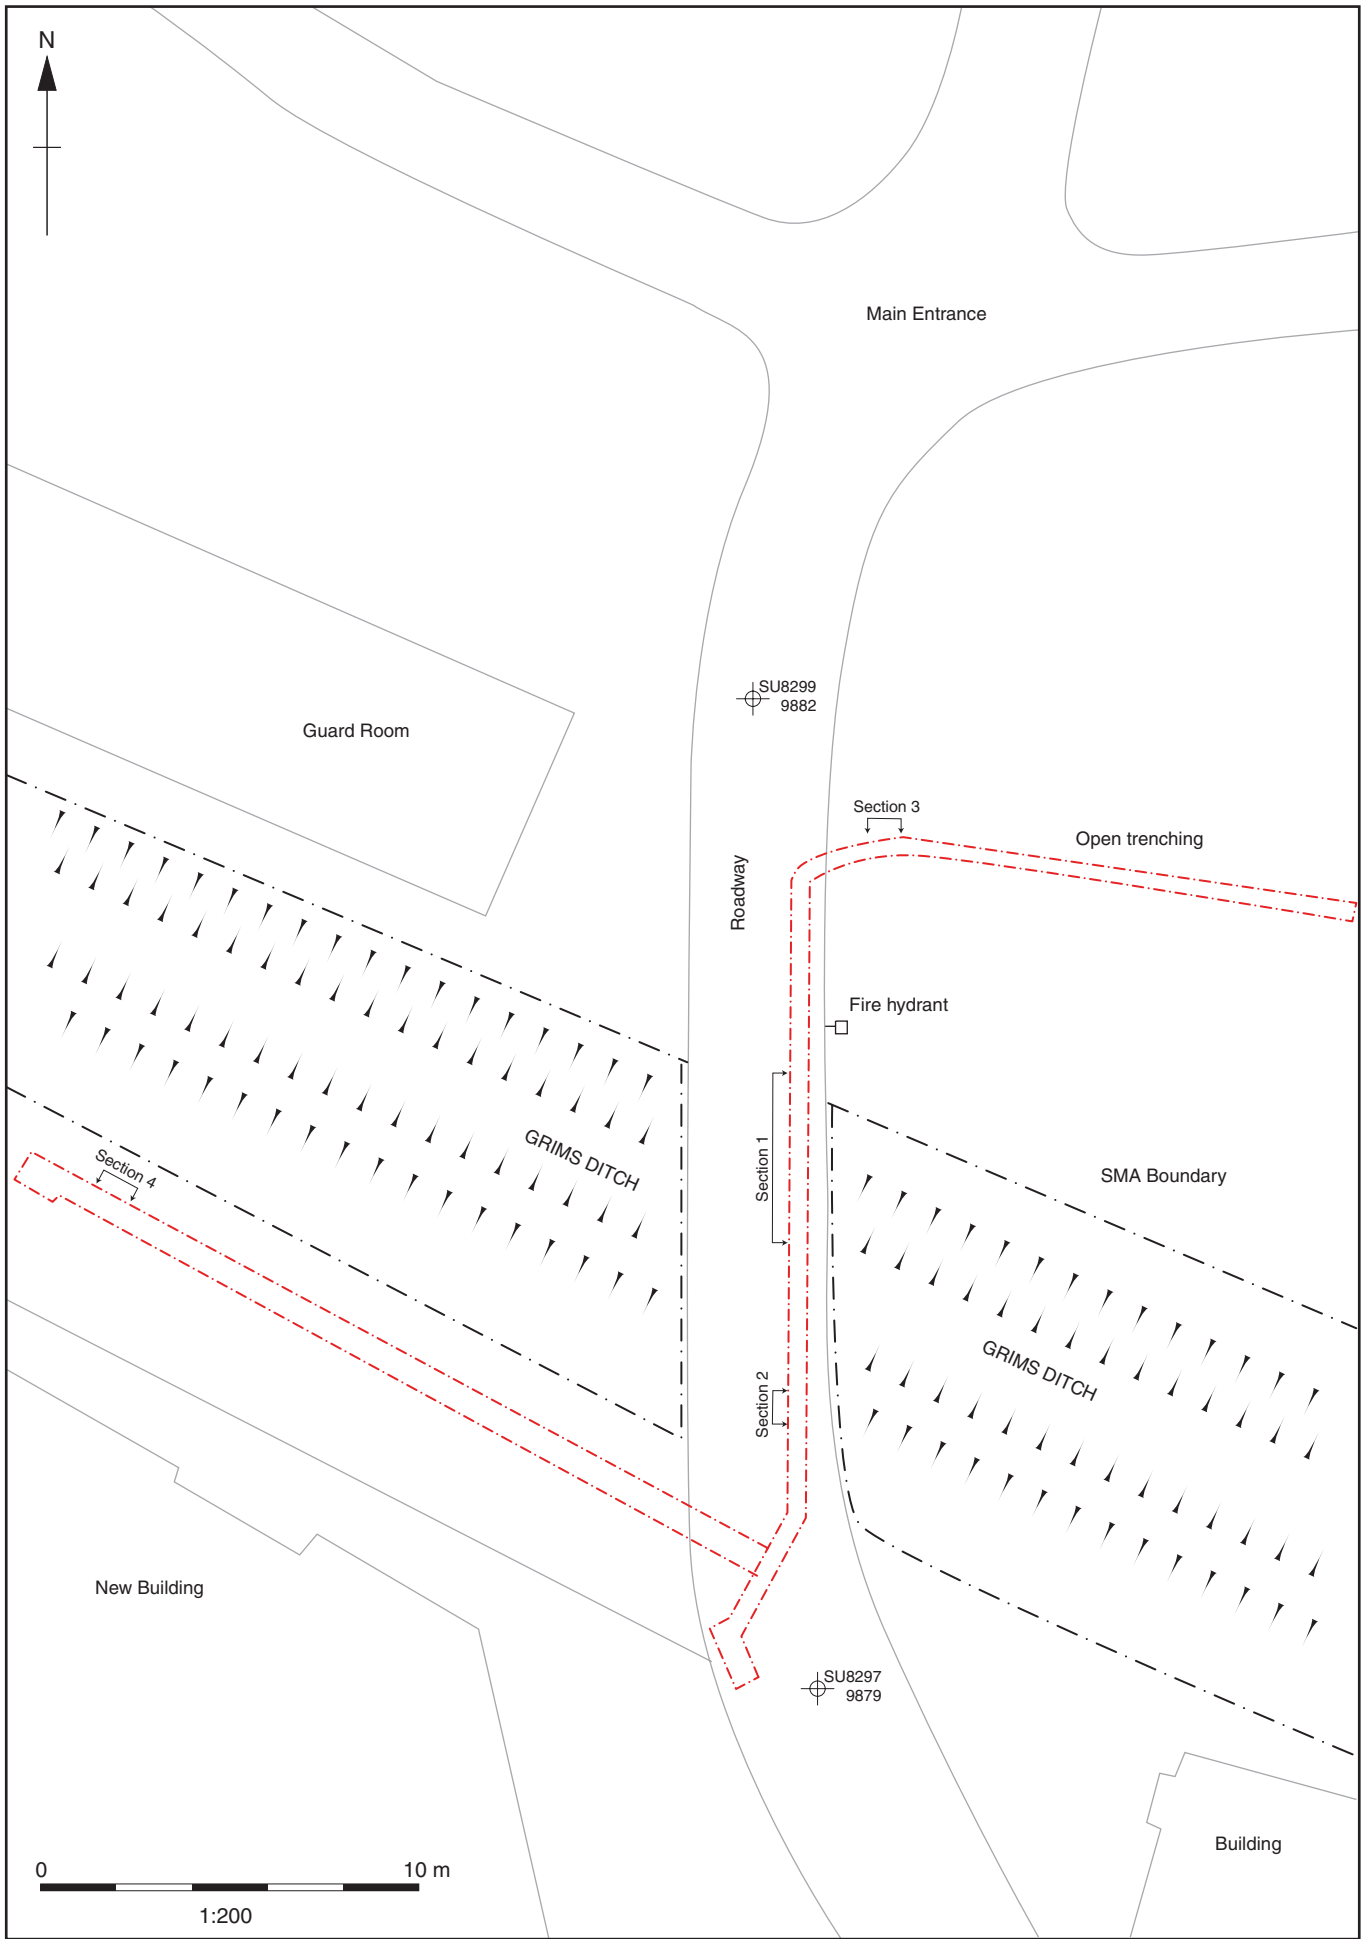 N
Main Entrance
SU8299
9882
Guard Room
Section 3
Open trenching
Roadway
Fire hydrant
Section 1
GRIMS DITCH
Section 4
SMA Boundary
GRIMS DITCH
Section 2
New Building
SU8297
9879
Building
0 10 m
1:200